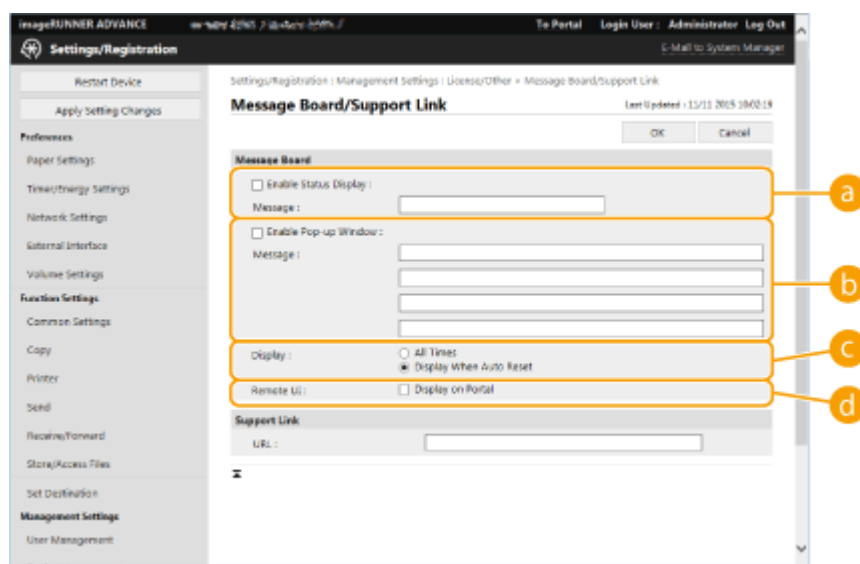 imageRUNNER ADVANCE
To Portal Login User : Administrator Log Out
Settings/Registration
E-Mail to System Manager
Restart Device
Apply Setting Changes
Preferences
Paper Settings
Timer/Energy Settings
Network Settings
External Interface
Volume Settings
Function Settings
Common Settings
Copy
Printer
Send
Receive/Forward
Store/Access Files
Set Destination
Management Settings
User Management
Settings/Registration : Management Settings : License/Other > Message Board/Support Link
Message Board/Support Link
Last Updated : 11/11 2015 10:02:19
OK Cancel
Message Board
Enable Status Display :
Message :
a
Enable Pop-up Window :
Message :
b
Display : All Times
Display When Auto Reset
c
Remote UI : Display on Portal
d
Support Link
URL :